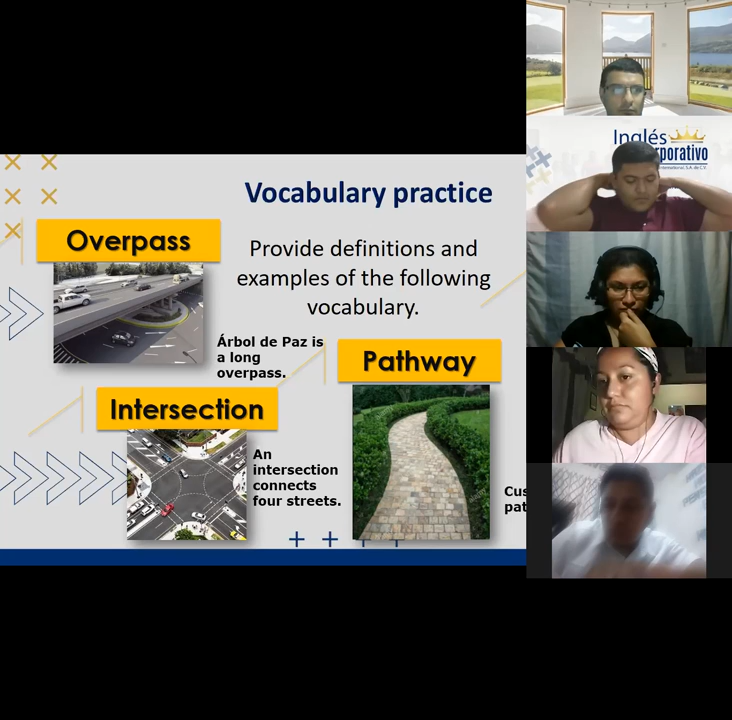 Vocabulary practice
Overpass
Provide definitions and
examples of the following
vocabulary.
Árbol de Paz is
a long
overpass.
Pathway
Intersection
An
intersection
connects
four streets.
Inglés